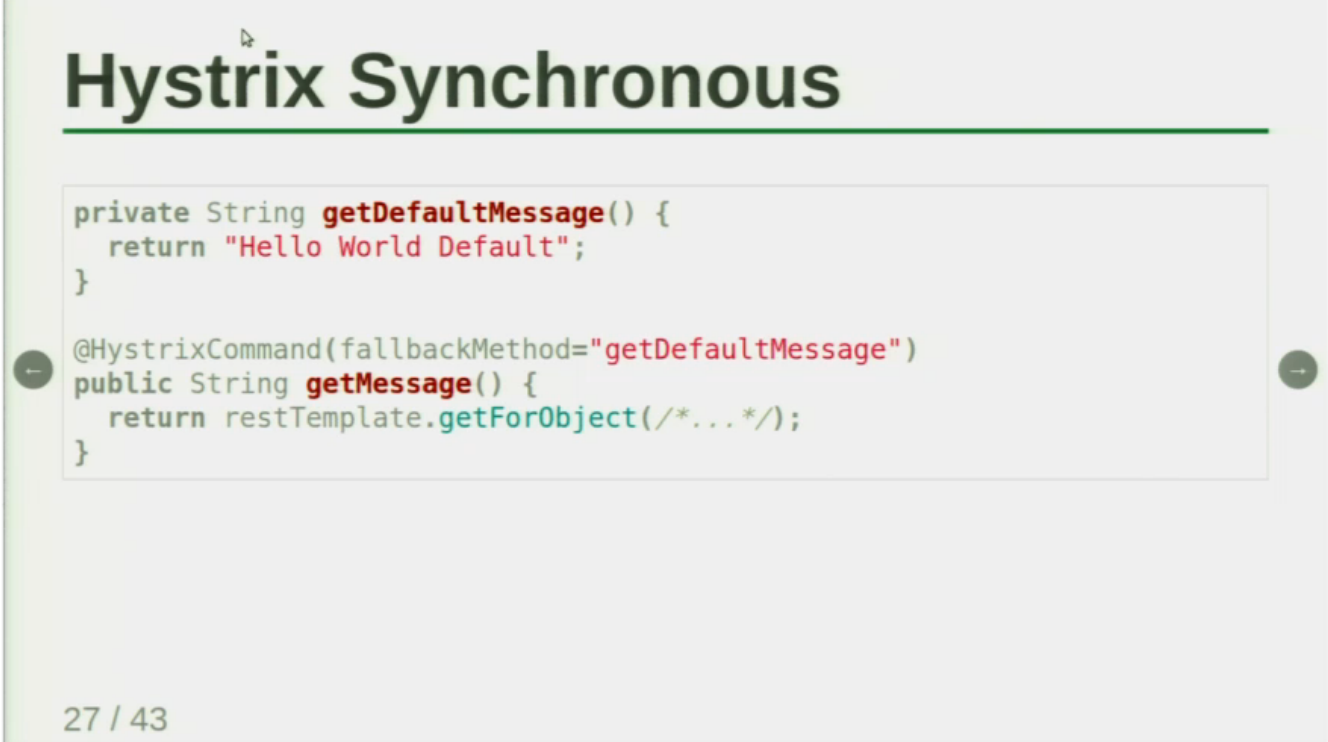 Hystrix Synchronous
private String getDefaultMessage() {
  return "Hello World Default";
}

@HystrixCommand(fallbackMethod="getDefaultMessage")
public String getMessage() {
  return restTemplate.getForObject(/*...*/);
}
←
→
27 / 43